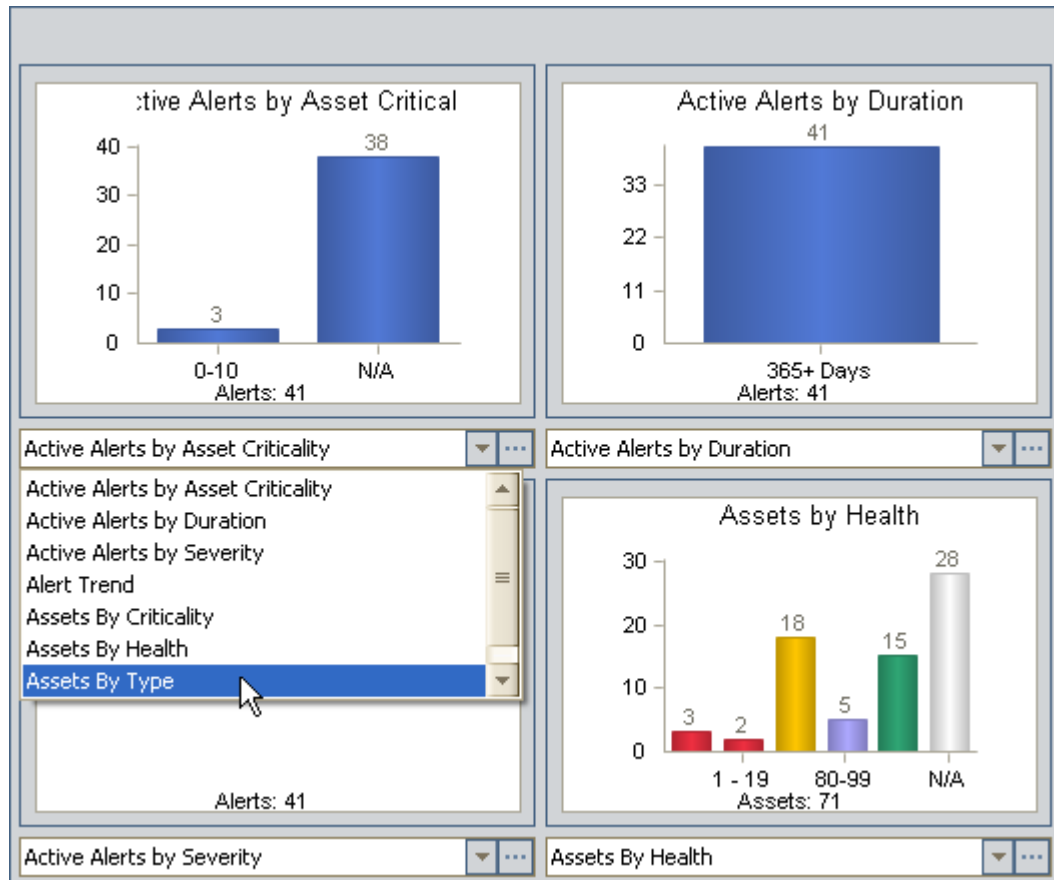 :tive Alerts by Asset Critical
40
38
30
20
10
3
0
0-10 N/A
Alerts: 41
Active Alerts by Duration
41
33
22
11
0
365+ Days
Alerts: 41
Active Alerts by Asset Criticality
Active Alerts by Duration
Active Alerts by Asset Criticality
Active Alerts by Duration
Active Alerts by Severity
Alert Trend
Assets By Criticality
Assets By Health
Assets By Type
Alerts: 41
Assets by Health
30
28
20
18
15
10
5
3
2
0
1 - 19 80-99 N/A
Assets: 71
Active Alerts by Severity
Assets By Health